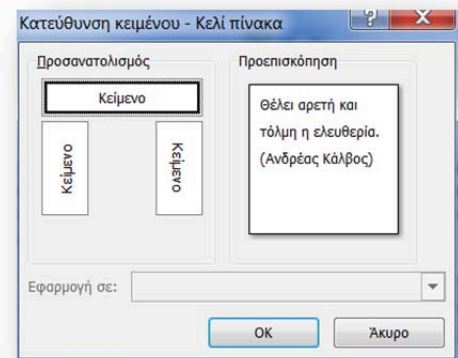 Κατεύθυνση κειμένου - Κελί πίνακα
Προσανατολισμός
Κείμενο
Κείμενο
Κείμενο
Προεπισκόπηση
Θέλει αρετή και
τόλμη η ελευθερία.
(Ανδρέας Κάλβος)
Εφαρμογή σε:
OK
Άκυρο